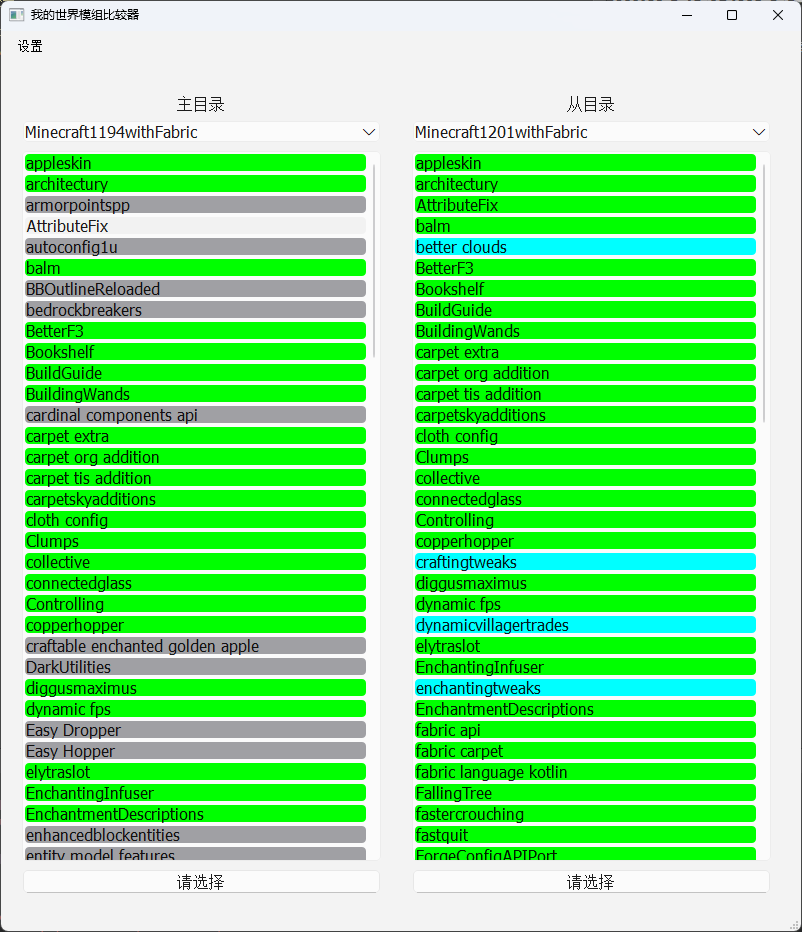 我的世界模组比较器
设置
主目录
Minecraft1194withFabric
appleskin
architectury
armorpointspp
AttributeFix
autoconfig1u
balm
BBOutlineReloaded
bedrockbreakers
BetterF3
Bookshelf
BuildGuide
BuildingWands
cardinal components api
carpet extra
carpet org addition
carpet tis addition
carpetskyadditions
cloth config
Clumps
collective
connectedglass
Controlling
copperhopper
craftable enchanted golden apple
DarkUtilities
diggusmaximus
dynamic fps
Easy Dropper
Easy Hopper
elytraslot
EnchantingInfuser
EnchantmentDescriptions
enhancedblockentities
entity model features
请选择
从目录
Minecraft1201withFabric
appleskin
architectury
AttributeFix
balm
better clouds
BetterF3
Bookshelf
BuildGuide
BuildingWands
carpet extra
carpet org addition
carpet tis addition
carpetskyadditions
cloth config
Clumps
collective
connectedglass
Controlling
copperhopper
craftingtweaks
diggusmaximus
dynamic fps
dynamicvillagertrades
elytraslot
EnchantingInfuser
enchantingtweaks
EnchantmentDescriptions
fabric api
fabric carpet
fabric language kotlin
FallingTree
fastercrouching
fastquit
ForgeConfigAPIPort
请选择